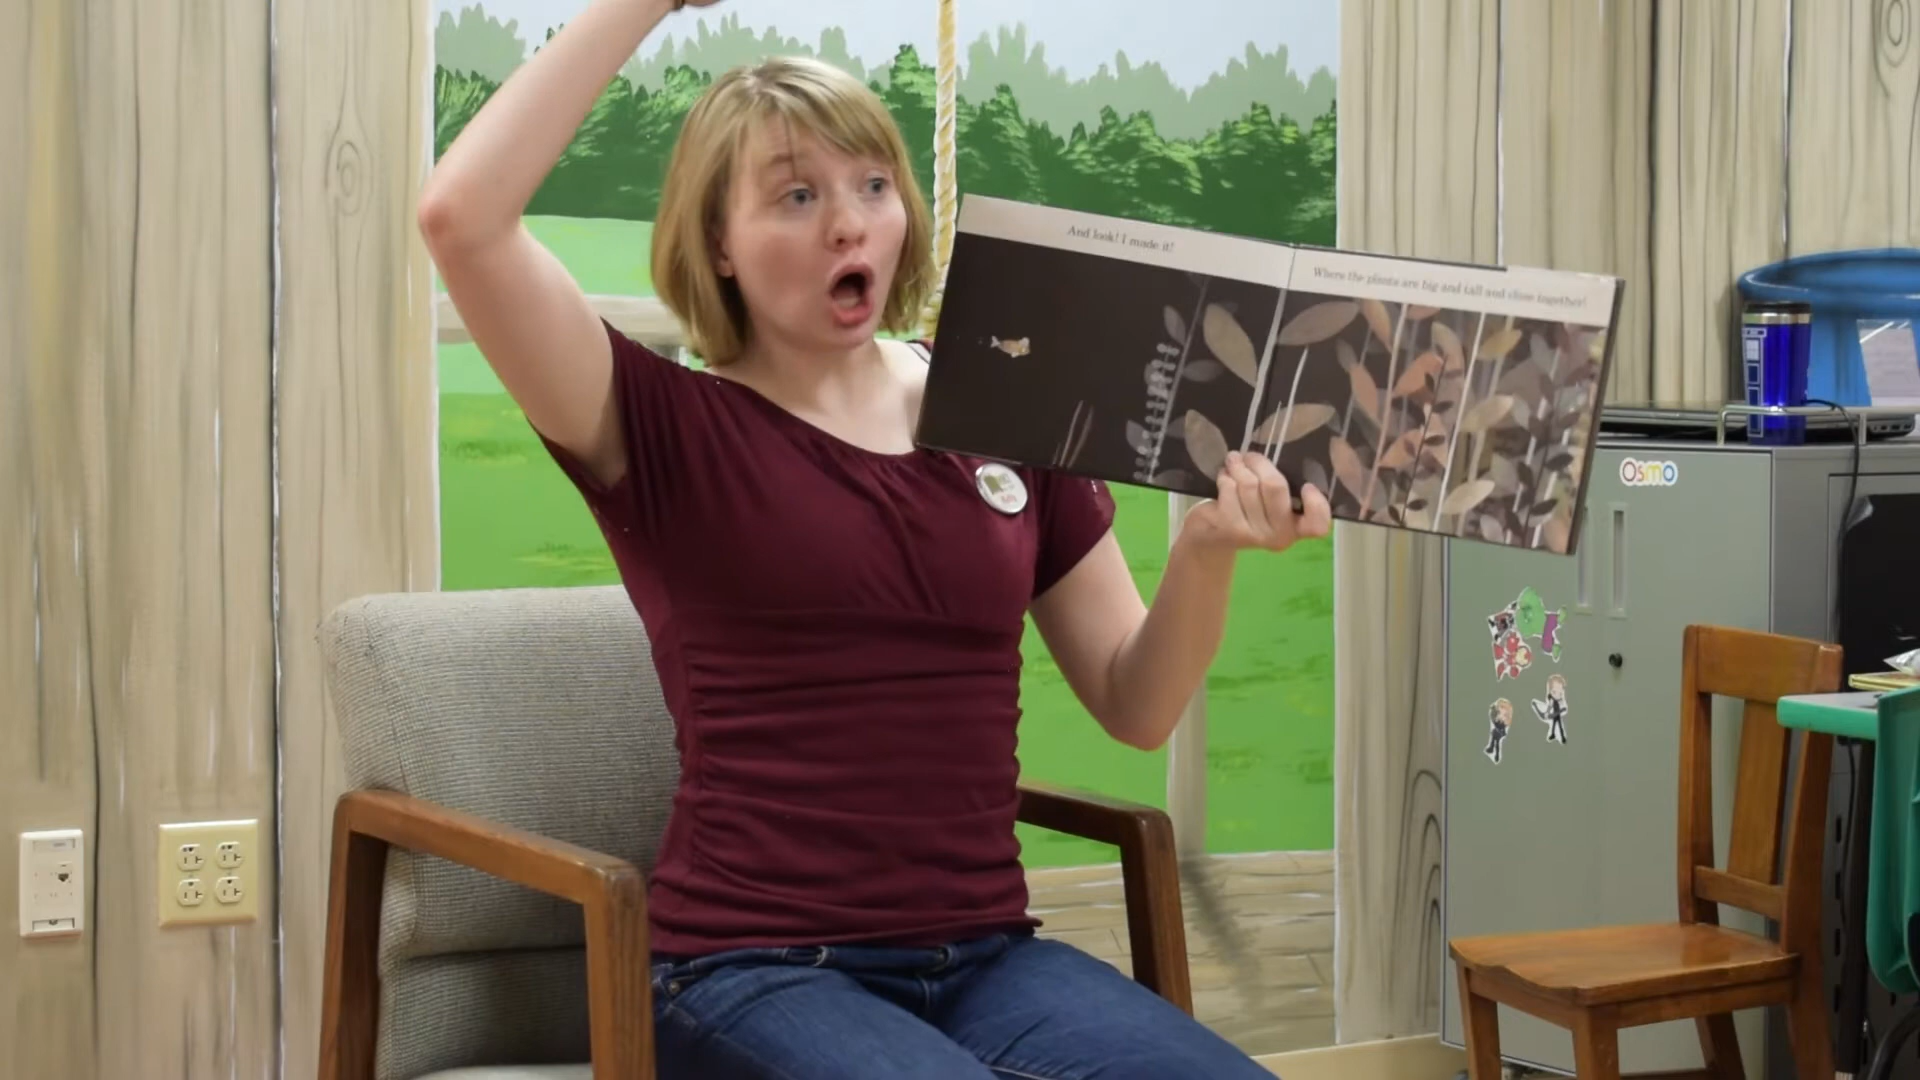 And look! I made it!
Where the plants are big and tall and close together!
Osmo